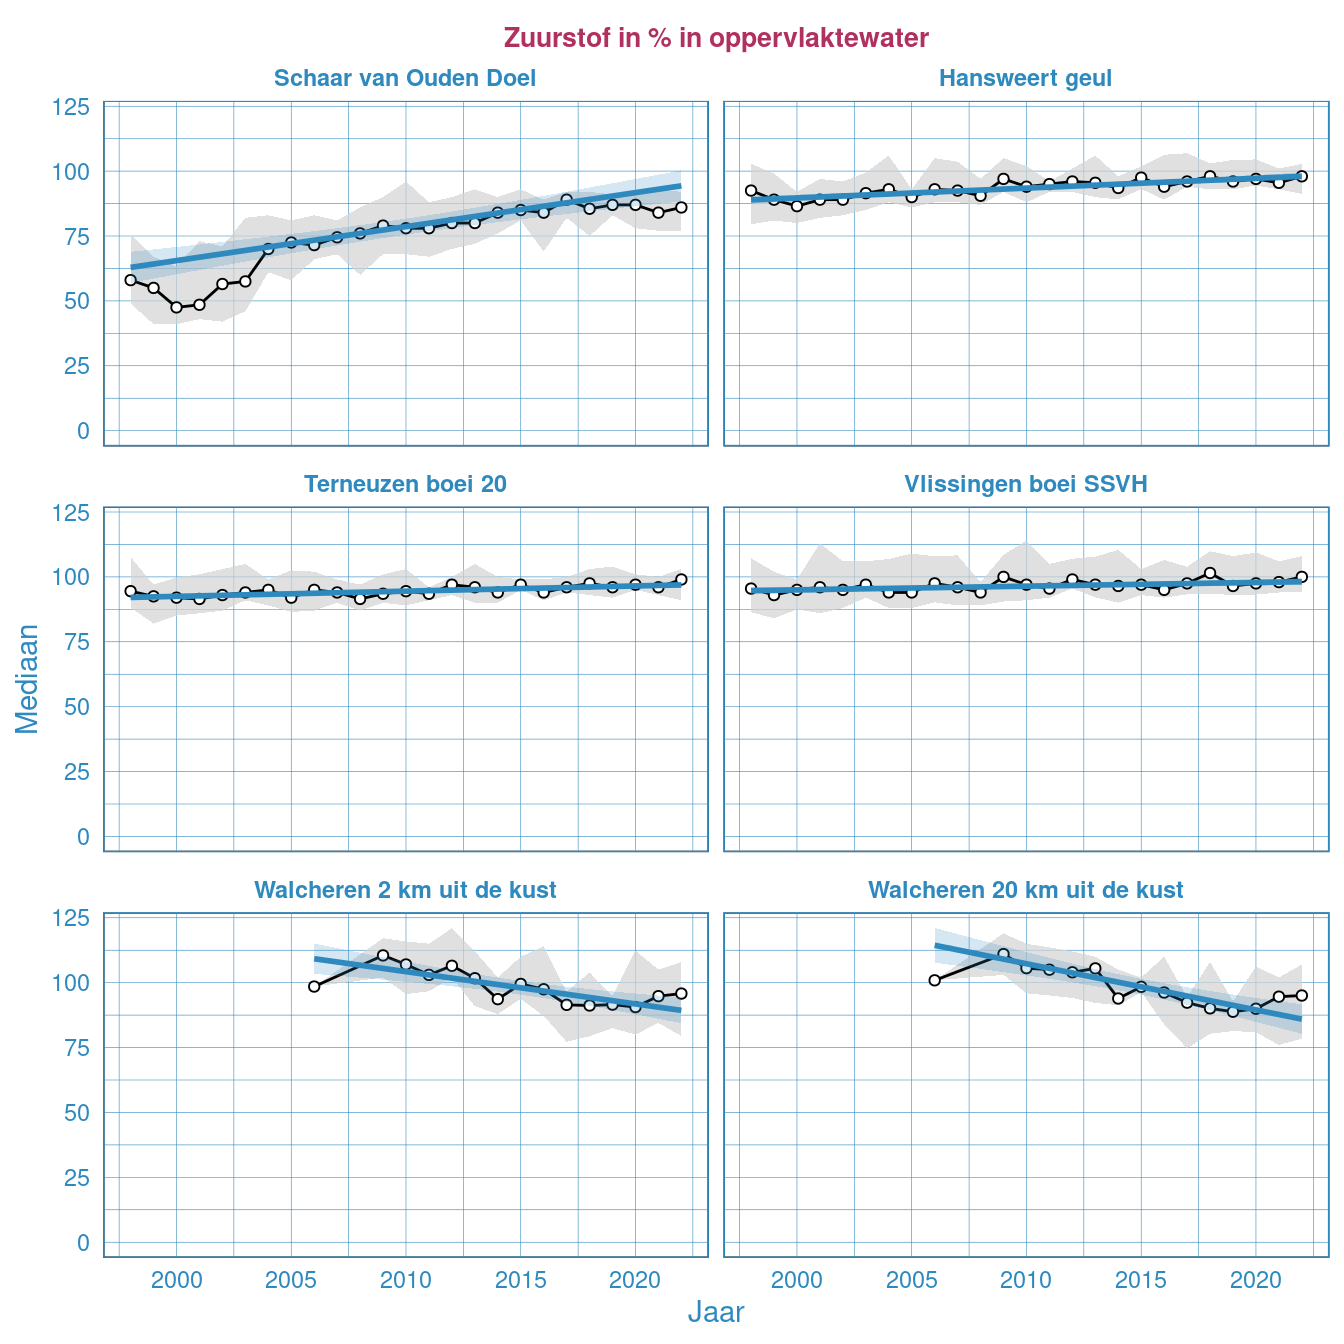 Zuurstof in % in oppervlaktewater
Schaar van Ouden Doel
Hansweert geul
125
100
75
50
25
0
Terneuzen boei 20
Vlissingen boei SSVH
125
100
75
50
25
0
Mediaan
Walcheren 2 km uit de kust
Walcheren 20 km uit de kust
125
100
75
50
25
0
2000 2005 2010 2015 2020
2000 2005 2010 2015 2020
Jaar